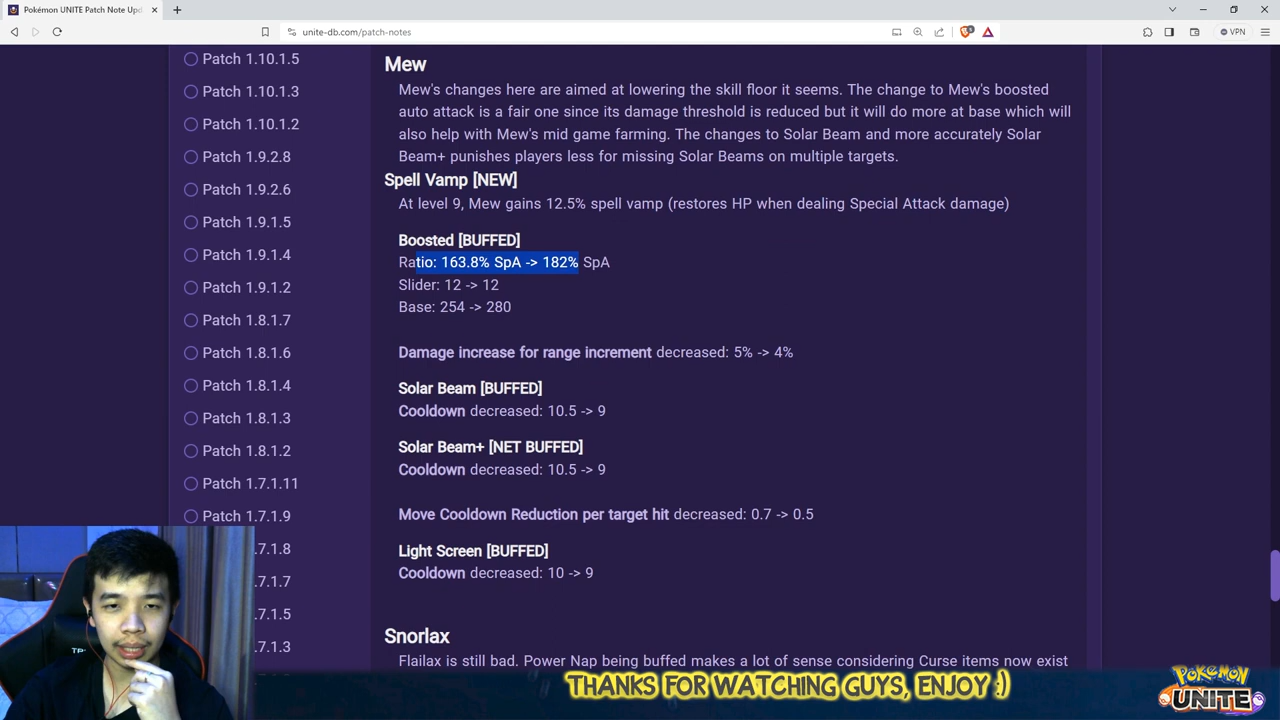 Pokémon UNITE Patch Note Upd
unite-db.com/patch-notes
VPN
Patch 1.10.1.5
Patch 1.10.1.3
Patch 1.10.1.2
Patch 1.9.2.8
Patch 1.9.2.6
Patch 1.9.1.5
Patch 1.9.1.4
Patch 1.9.1.2
Patch 1.8.1.7
Patch 1.8.1.6
Patch 1.8.1.4
Patch 1.8.1.3
Patch 1.8.1.2
Patch 1.7.1.11
Patch 1.7.1.9
.7.1.8
.7.1.7
.7.1.5
.7.1.3
Mew
Mew's changes here are aimed at lowering the skill floor it seems. The change to Mew's boosted
auto attack is a fair one since its damage threshold is reduced but it will do more at base which will
also help with Mew's mid game farming. The changes to Solar Beam and more accurately Solar
Beam+ punishes players less for missing Solar Beams on multiple targets.
Spell Vamp [NEW]
At level 9, Mew gains 12.5% spell vamp (restores HP when dealing Special Attack damage)
Boosted [BUFFED]
Ratio: 163.8% SpA -> 182% SpA
Slider: 12 -> 12
Base: 254 -> 280
Damage increase for range increment decreased: 5% -> 4%
Solar Beam [BUFFED]
Cooldown decreased: 10.5 -> 9
Solar Beam+ [NET BUFFED]
Cooldown decreased: 10.5 -> 9
Move Cooldown Reduction per target hit decreased: 0.7 -> 0.5
Light Screen [BUFFED]
Cooldown decreased: 10 -> 9
Snorlax
Flailax is still bad. Power Nap being buffed makes a lot of sense considering Curse items now exist
THANKS FOR WATCHING GUYS, ENJOY :)
POKÉMON
UNITE